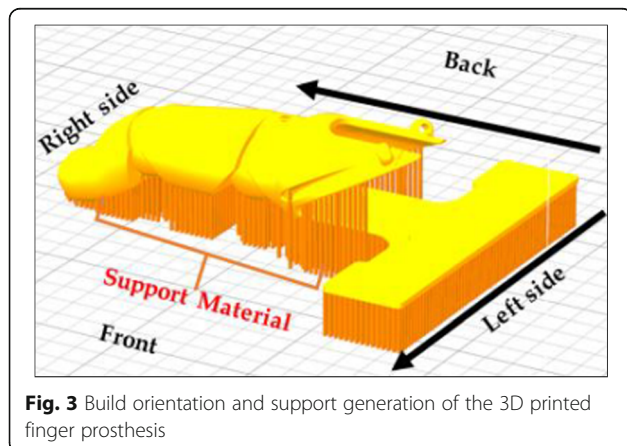 Back
Right side
Support Material
Left side
Front
Fig. 3 Build orientation and support generation of the 3D printed
finger prosthesis